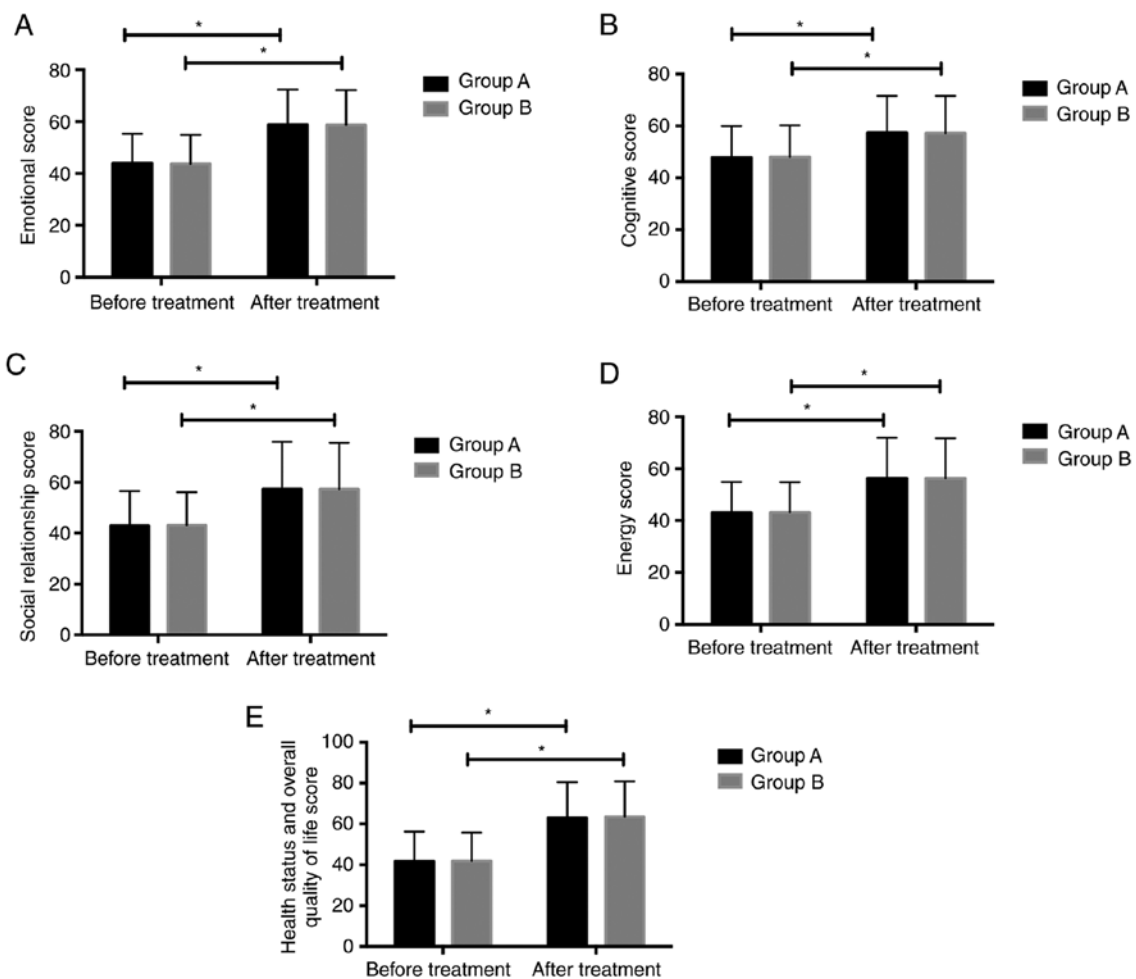 A
*
*
Emotional score
80
60
40
20
0
Before treatment
After treatment
Group A
Group B
B
*
*
Cognitive score
80
60
40
20
0
Before treatment
After treatment
Group A
Group B
C
*
*
Social relationship score
80
60
40
20
0
Before treatment
After treatment
Group A
Group B
D
*
*
Energy score
80
60
40
20
0
Before treatment
After treatment
Group A
Group B
E
*
*
Health status and overall
quality of life score
100
80
60
40
20
0
Before treatment
After treatment
Group A
Group B